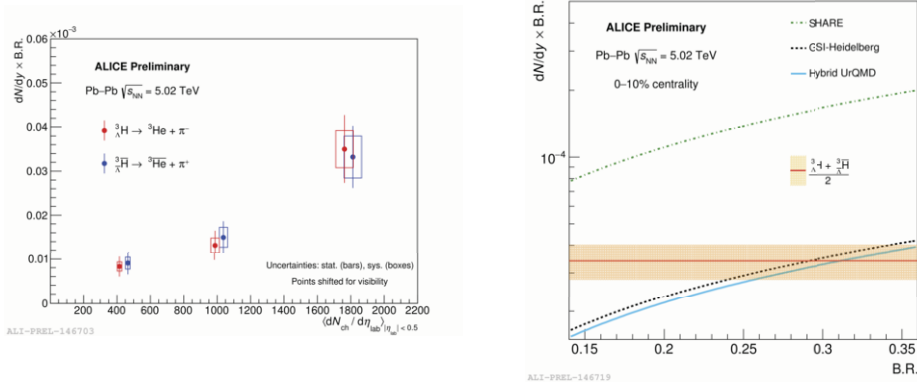 ×10⁻³
dN/dy × B.R.
0.06
0.05
0.04
0.03
0.02
0.01
0
ALICE Preliminary
Pb–Pb √sNN = 5.02 TeV
³ΛH → ³He + π⁻
³Λ̅H̅ → ³H̅e̅ + π⁺
Uncertainties: stat. (bars), sys. (boxes)
Points shifted for visibility
0 200 400 600 800 1000 1200 1400 1600 1800 2000 2200
⟨dNch / dηlab⟩|ηlab| < 0.5
ALI-PREL-146703
dN/dy × B.R.
ALICE Preliminary
Pb–Pb √sNN = 5.02 TeV
0–10% centrality
SHARE
GSI-Heidelberg
Hybrid UrQMD
10⁻⁴
³ΛH + ³Λ̅H̅
2
0.15 0.2 0.25 0.3 0.35
B.R.
ALI-PREL-146719